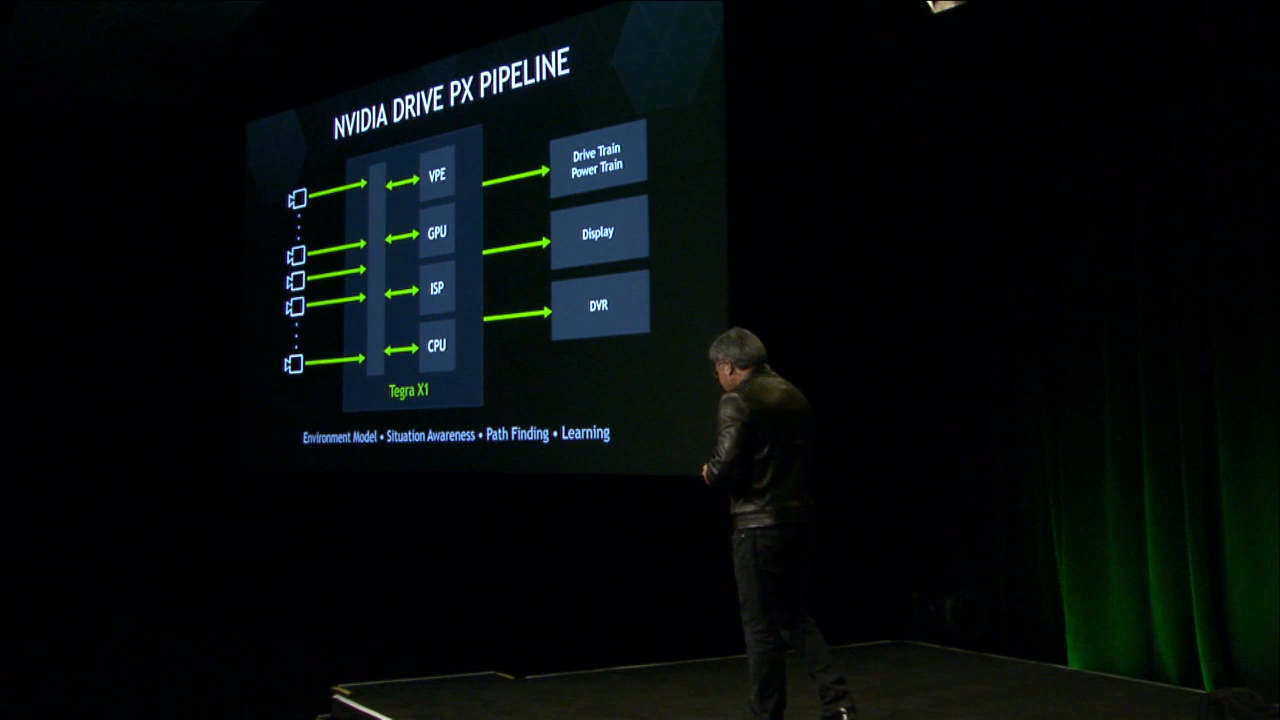 NVIDIA DRIVE PX PIPELINE
VPE
GPU
ISP
CPU
Tegra X1
Drive Train
Power Train
Display
DVR
Environment Model • Situation Awareness • Path Finding • Learning